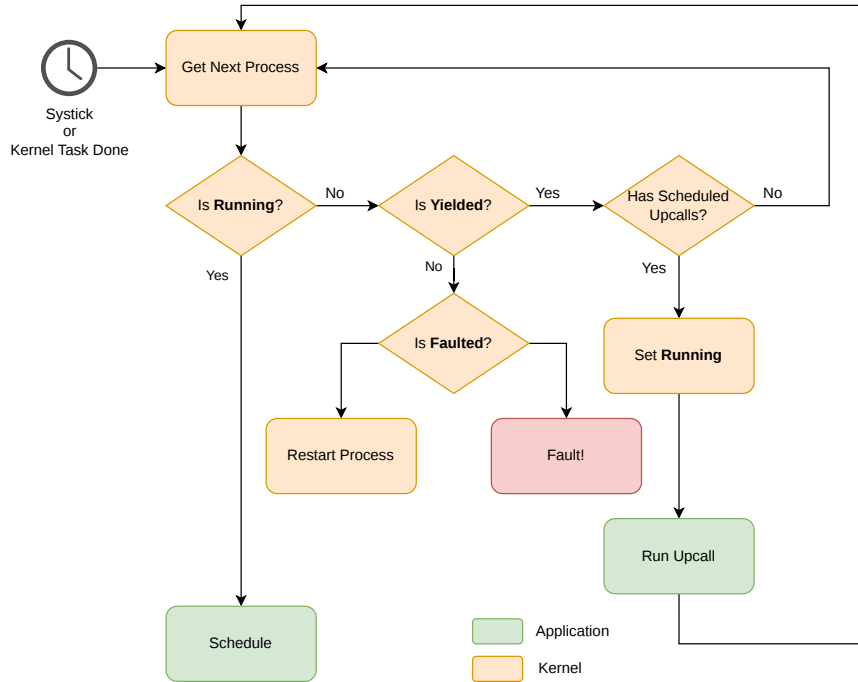 Get Next Process
Systick
or
Kernel Task Done
Is Running?
No
Is Yielded?
Yes
Has Scheduled
Upcalls?
No
Yes
No
Yes
Is Faulted?
Set Running
Restart Process
Fault!
Run Upcall
Schedule
Application
Kernel